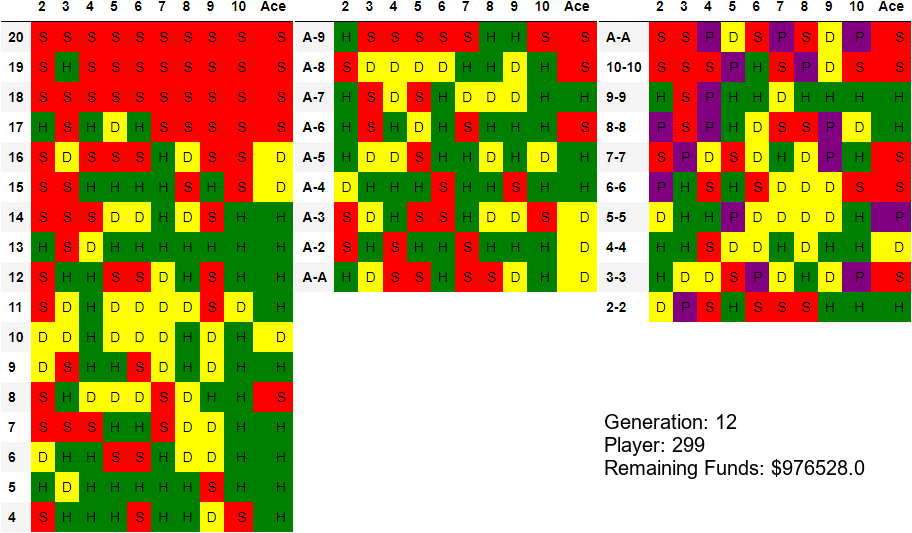 2 3 4 5 6 7 8 9 10 Ace
20 S S S S S S S S S S
19 S H S S S S S S S S
18 S S S S S S S S S S
17 H S H D H S S S S S
16 S D S S S H D S S D
15 S S H H H H S H S D
14 S S S D D H D S H H
13 H S D H H H H H H H
12 S H H S S D H S H H
11 S D H D D D D S D H
10 D D H D D D H D H D
9 D S H H S D H D H H
8 S H D D D S D H H S
7 S S S H H S D D H H
6 D H H S S H D D H H
5 H D H H H H H S H H
4 S H H H S H H D S H
2 3 4 5 6 7 8 9 10 Ace
A-9 H S S S S S H H S S
A-8 S D D D D H H D H S
A-7 H S D S H D D D H H
A-6 H S H D H S H H H S
A-5 H D D S H H D H D H
A-4 D H H H S H H S H H
A-3 S D H S S H D D S D
A-2 S H S H H S H H H D
A-A H D S S H S S D H D
2 3 4 5 6 7 8 9 10 Ace
A-A S S P D S P S D P S
10-10 S S S P H S P D S S
9-9 H S P H H D H H H H
8-8 P S P H D S S P D H
7-7 S P D S D H D P H S
6-6 P H S H S D D D S S
5-5 D H H P D D D D H P
4-4 H H S D D H D H H D
3-3 H D D S P D H D P S
2-2 D P S H S S S H H H
Generation: 12
Player: 299
Remaining Funds: $976528.0